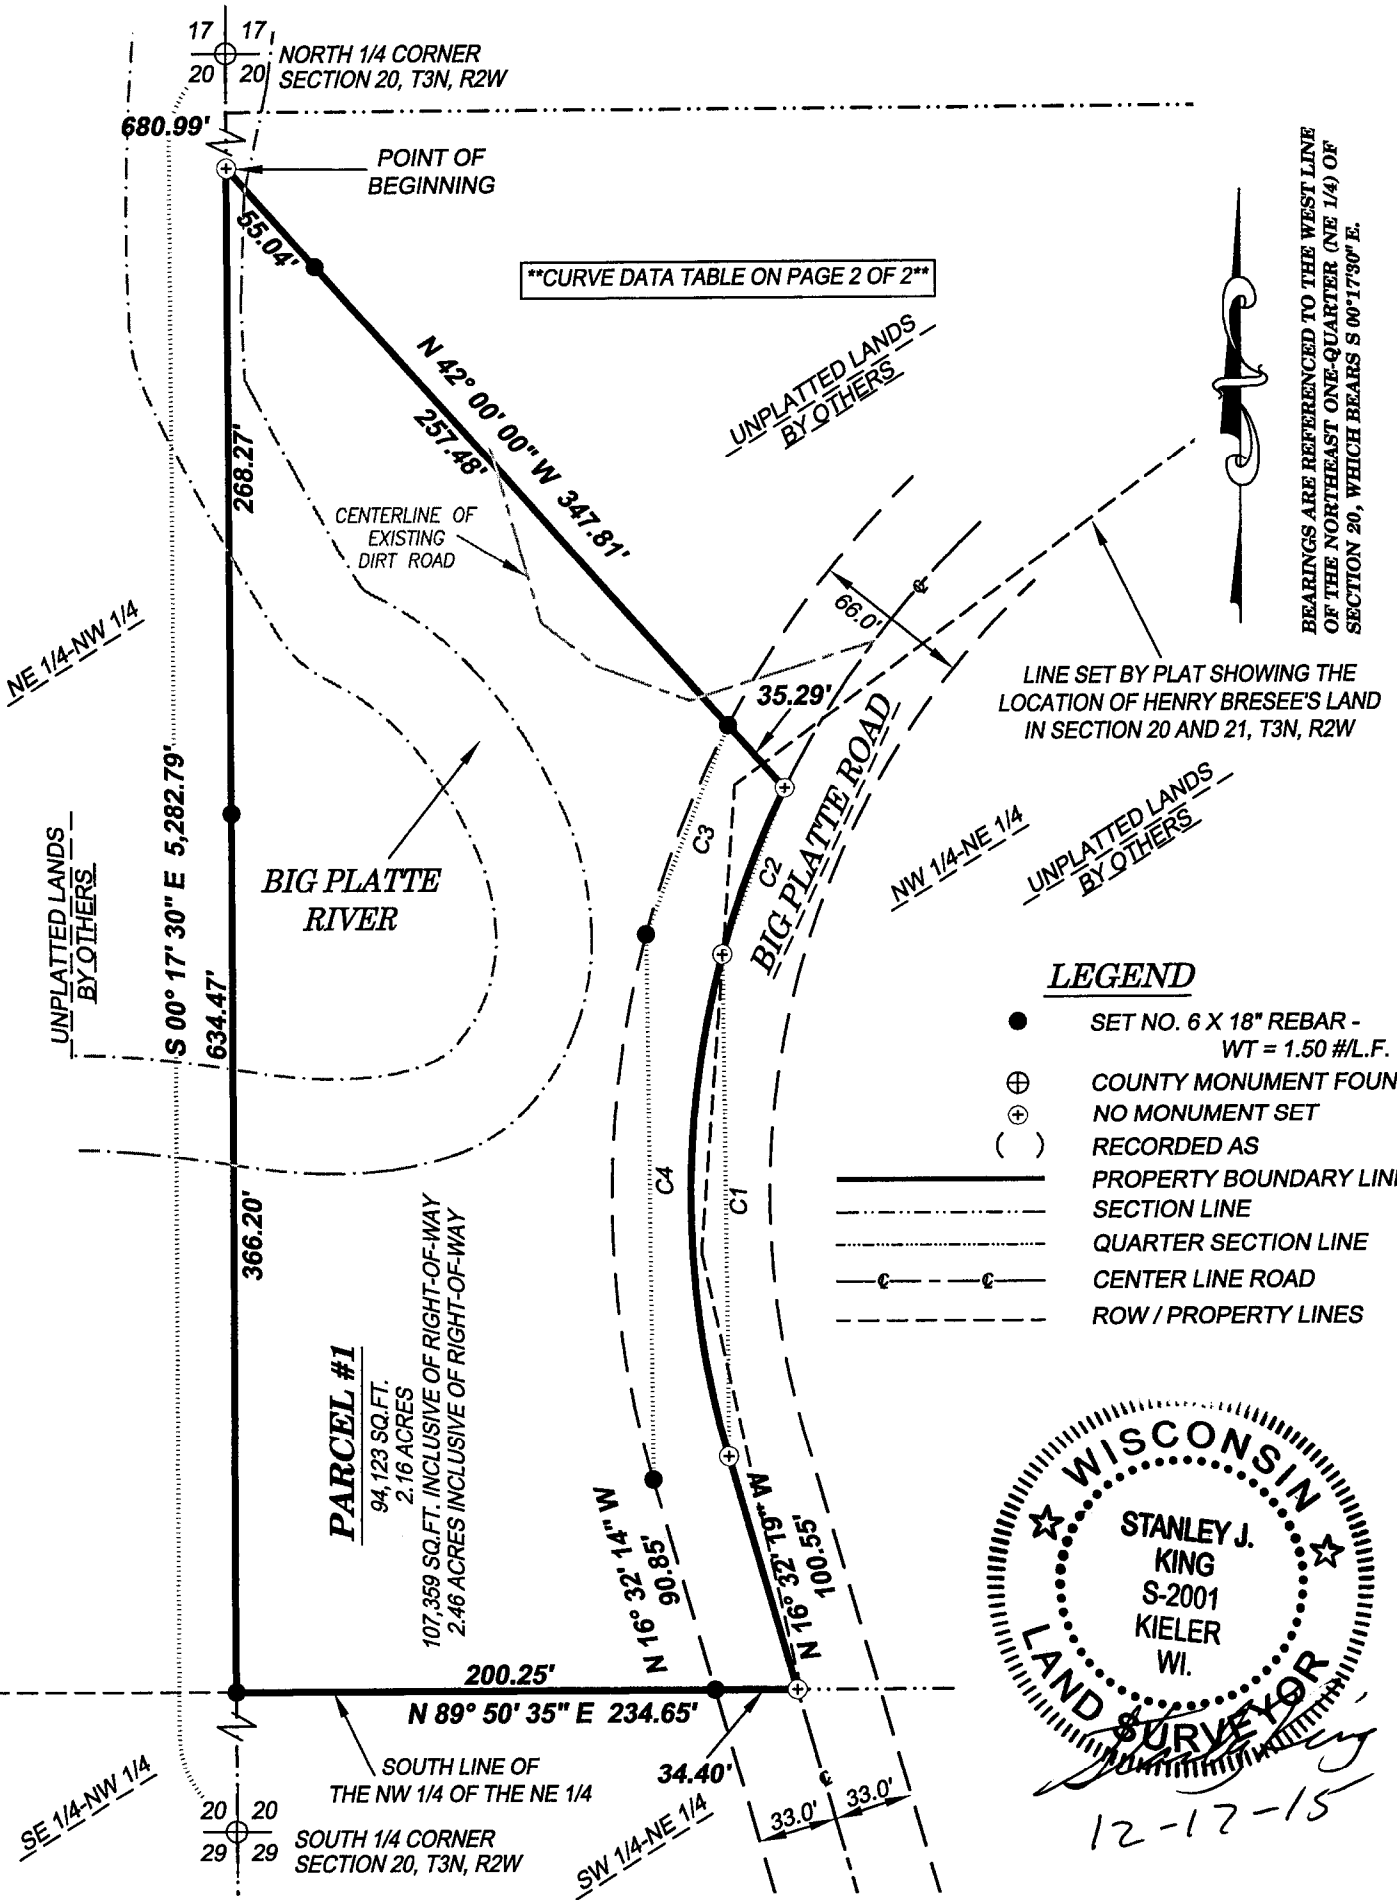 17 17
20 20
NORTH 1/4 CORNER
SECTION 20, T3N, R2W
680.99'
POINT OF
BEGINNING
55.04'
**CURVE DATA TABLE ON PAGE 2 OF 2**
N 42° 00' 00" W 347.81'
257.48'
UNPLATTED LANDS
BY OTHERS
BEARINGS ARE REFERENCED TO THE WEST LINE
OF THE NORTHEAST ONE-QUARTER (NE 1/4) OF
SECTION 20, WHICH BEARS S 00°17'30" E.
268.27'
CENTERLINE OF
EXISTING
DIRT ROAD
66.0'
NE 1/4-NW 1/4
LINE SET BY PLAT SHOWING THE
LOCATION OF HENRY BRESEE'S LAND
IN SECTION 20 AND 21, T3N, R2W
35.29'
BIG PLATTE ROAD
C3
C2
NW 1/4-NE 1/4
UNPLATTED LANDS
BY OTHERS
S 00° 17' 30" E 5,282.79'
634.47'
UNPLATTED LANDS
BY OTHERS
BIG PLATTE
RIVER
LEGEND
SET NO. 6 X 18" REBAR -
WT = 1.50 #/L.F.
COUNTY MONUMENT FOUN
NO MONUMENT SET
( ) RECORDED AS
PROPERTY BOUNDARY LIN
SECTION LINE
QUARTER SECTION LINE
CENTER LINE ROAD
ROW / PROPERTY LINES
C4
C1
366.20'
PARCEL #1
94,123 SQ.FT.
2.16 ACRES
107,359 SQ.FT. INCLUSIVE OF RIGHT-OF-WAY
2.46 ACRES INCLUSIVE OF RIGHT-OF-WAY
N 16° 32' 14" W
90.85'
N 16° 32' 19" W
100.55'
WISCONSIN
STANLEY J.
KING
S-2001
KIELER
WI.
LAND SURVEYOR
200.25'
N 89° 50' 35" E 234.65'
SOUTH LINE OF
THE NW 1/4 OF THE NE 1/4
34.40'
33.0' 33.0'
SE 1/4-NW 1/4
20 20
29 29
SOUTH 1/4 CORNER
SECTION 20, T3N, R2W
SW 1/4-NE 1/4
12-17-15